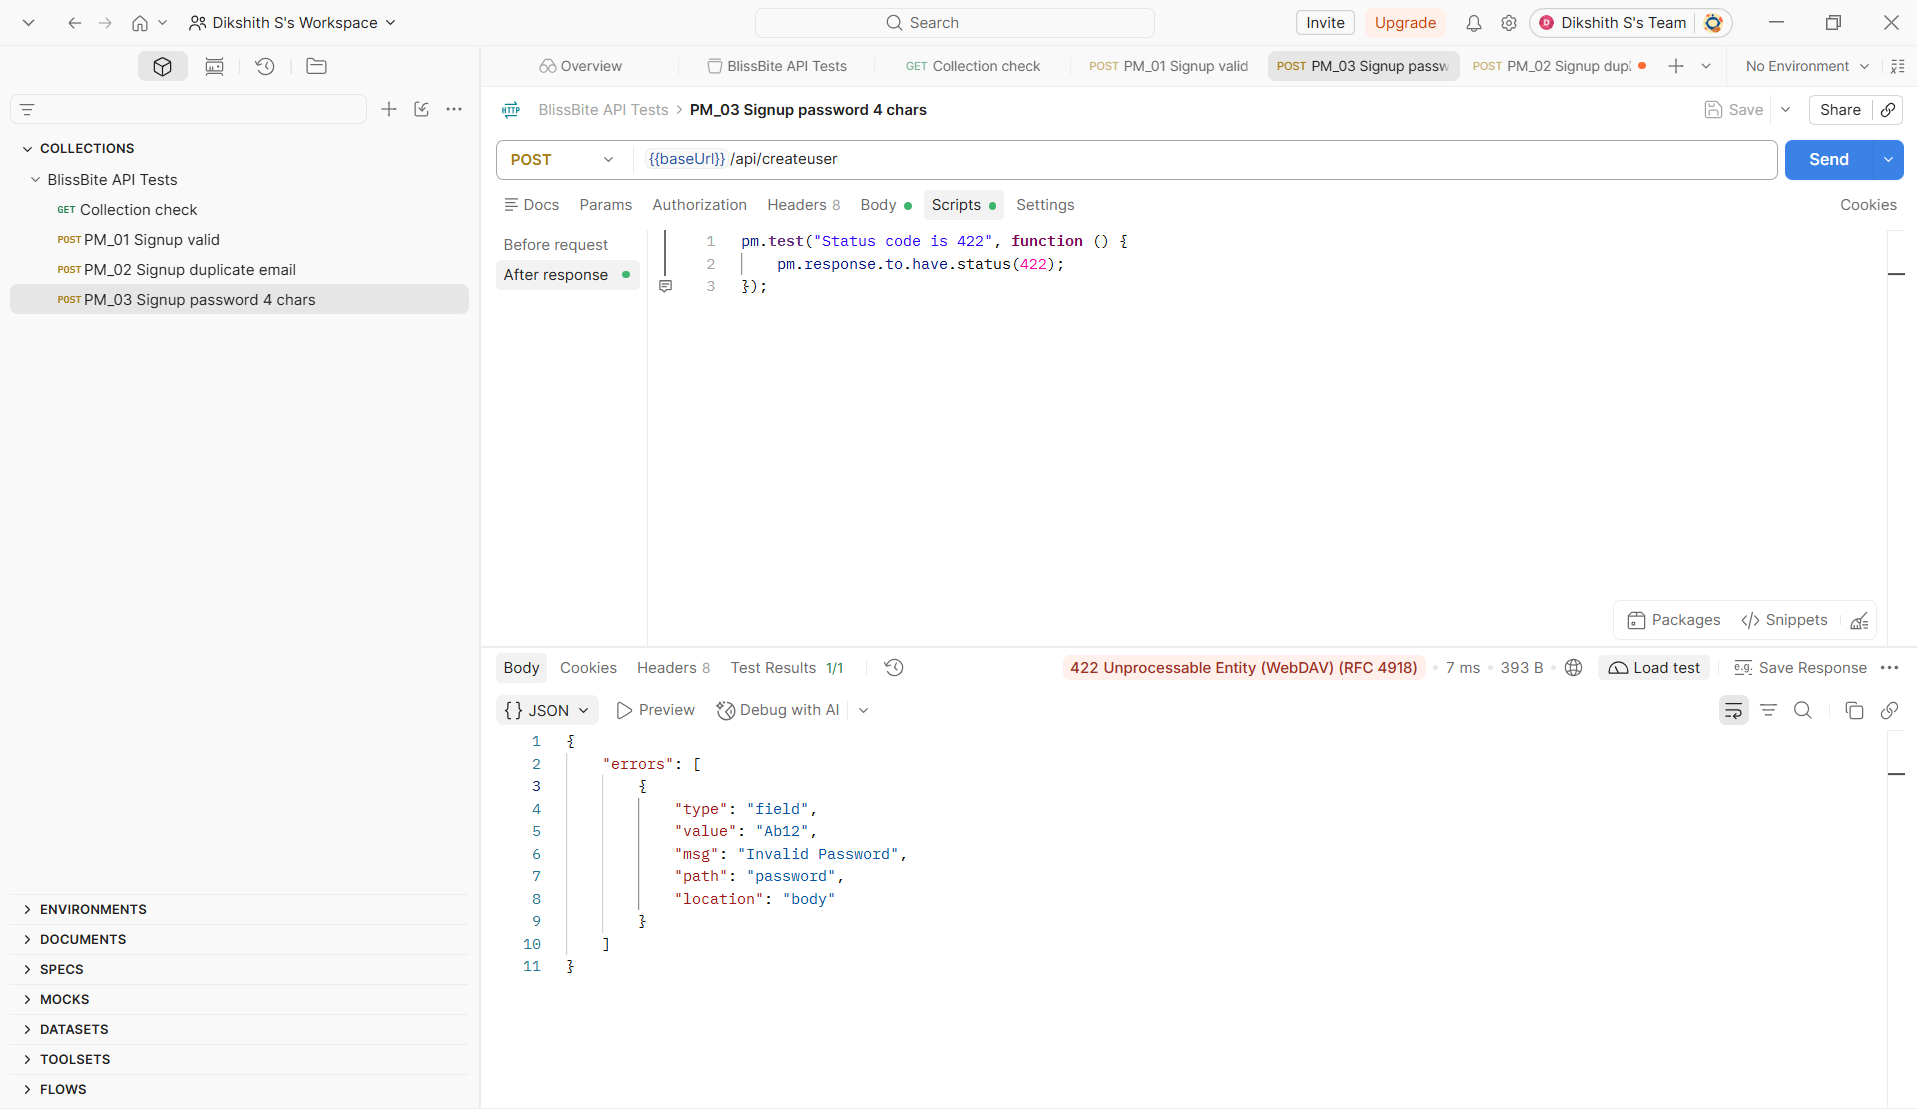 Dikshith S's Workspace
Search
Invite
Upgrade
D Dikshith S's Team
Overview
BlissBite API Tests
GET Collection check
POST PM_01 Signup valid
POST PM_03 Signup passw
POST PM_02 Signup dupl
No Environment
HTTP BlissBite API Tests > PM_03 Signup password 4 chars
Save
Share
COLLECTIONS
BlissBite API Tests
GET Collection check
POST PM_01 Signup valid
POST PM_02 Signup duplicate email
POST PM_03 Signup password 4 chars
ENVIRONMENTS
DOCUMENTS
SPECS
MOCKS
DATASETS
TOOLSETS
FLOWS
POST
{{baseUrl}} /api/createuser
Send
Docs
Params
Authorization
Headers 8
Body
Scripts
Settings
Cookies
Before request
After response
1 pm.test("Status code is 422", function () {
2 pm.response.to.have.status(422);
3 });
Packages
Snippets
Body
Cookies
Headers 8
Test Results 1/1
422 Unprocessable Entity (WebDAV) (RFC 4918)
7 ms
393 B
Load test
e.g. Save Response
{} JSON
Preview
Debug with AI
1 {
2 "errors": [
3 {
4 "type": "field",
5 "value": "Ab12",
6 "msg": "Invalid Password",
7 "path": "password",
8 "location": "body"
9 }
10 ]
11 }